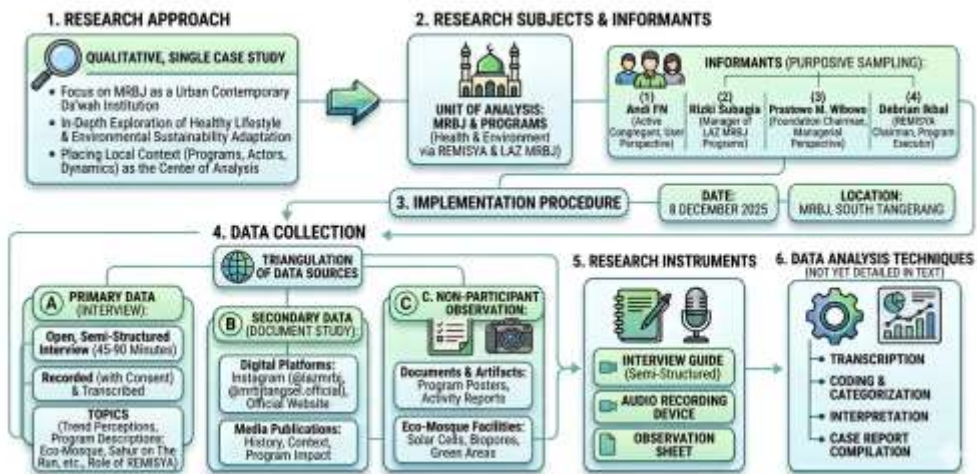 1. RESEARCH APPROACH
QUALITATIVE, SINGLE CASE STUDY
• Focus on MRBJ as a Urban Contemporary
Da'wah Institution
• In-Depth Exploration of Healthy Lifestyle
& Environmental Sustainability Adaptation
• Placing Local Context (Programs, Actors,
Dynamics) as the Center of Analysis
2. RESEARCH SUBJECTS & INFORMANTS
UNIT OF ANALYSIS:
MRBJ & PROGRAMS
(Health & Environment
via REMISYA & LAZ MRBJ)
INFORMANTS (PURPOSIVE SAMPLING):
(1)
Andi FN
(Active
Congregant, User
Perspective)
(2)
Rizki Subagia
(Manager of
LAZ MRBJ
Programs)
(3)
Prastowo M. Wibowo
(Foundation Chairman,
Managerial
Perspective)
(4)
Debrian Ikbal
(REMISYA
Chairman, Program
Executor)
3. IMPLEMENTATION PROCEDURE
DATE:
8 DECEMBER 2025
LOCATION:
MRBJ, SOUTH TANGERANG
4. DATA COLLECTION
TRIANGULATION
OF DATA SOURCES
A PRIMARY DATA
(INTERVIEW):
Open, Semi-Structured
Interview (45-90 Minutes)
Recorded (with Consent)
& Transcribed
TOPICS
(Trend Perceptions,
Program Descriptions:
Eco-Mosque, Sahur on The
Run, etc., Role of REMISYA)
B SECONDARY DATA
(DOCUMENT STUDY):
Digital Platforms:
Instagram (@lazmrbj,
@mrbjtangsel.official),
Official Website
Media Publications:
History, Context,
Program Impact
C C. NON-PARTICIPANT
OBSERVATION:
Documents & Artifacts:
Program Posters,
Activity Reports
Eco-Mosque Facilities:
Solar Cells, Biopores,
Green Areas
5. RESEARCH INSTRUMENTS
INTERVIEW GUIDE
(Semi-Structured)
AUDIO RECORDING
DEVICE
OBSERVATION
SHEET
6. DATA ANALYSIS TECHNIQUES
(NOT YET DETAILED IN TEXT)
TRANSCRIPTION
CODING &
CATEGORIZATION
INTERPRETATION
CASE REPORT
COMPILATION